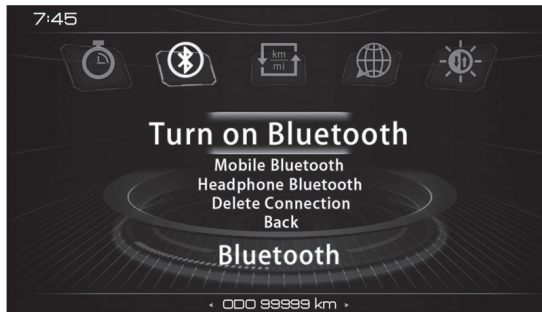 7:45
km
mi
Turn on Bluetooth
Mobile Bluetooth
Headphone Bluetooth
Delete Connection
Back
Bluetooth
ODO 99999 km